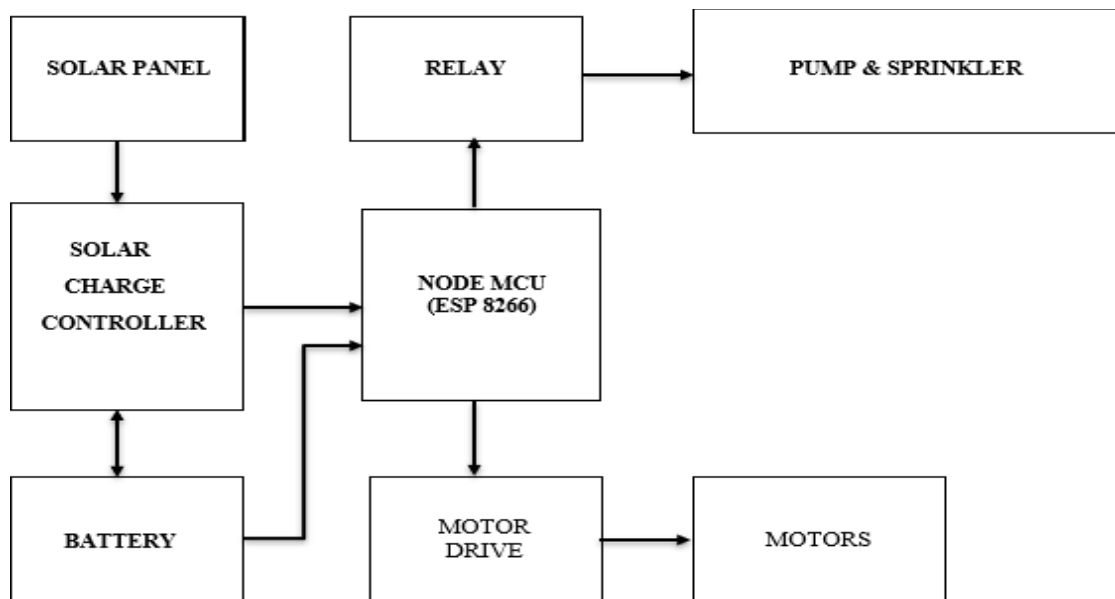 SOLAR PANEL
RELAY
PUMP & SPRINKLER
SOLAR
CHARGE
CONTROLLER
NODE MCU
(ESP 8266)
BATTERY
MOTOR
DRIVE
MOTORS